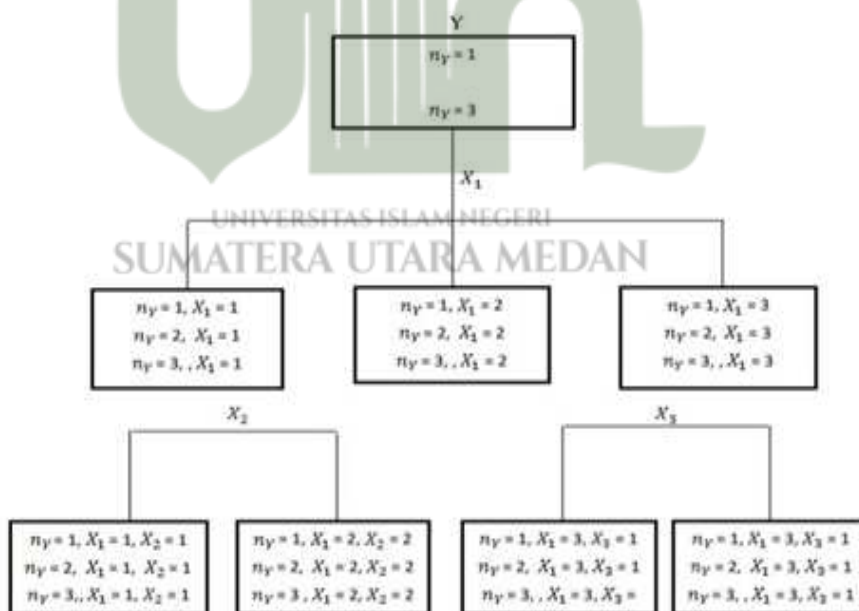 Y
n_Y = 1
n_Y = 3
X_1
UNIVERSITAS ISLAM NEGERI
SUMATERA UTARA MEDAN
n_Y = 1, X_1 = 1
n_Y = 2, X_1 = 1
n_Y = 3, , X_1 = 1
n_Y = 1, X_1 = 2
n_Y = 2, X_1 = 2
n_Y = 3, , X_1 = 2
n_Y = 1, X_1 = 3
n_Y = 2, X_1 = 3
n_Y = 3, , X_1 = 3
X_2
X_3
n_Y = 1, X_1 = 1, X_2 = 1
n_Y = 2, X_1 = 1, X_2 = 1
n_Y = 3, , X_1 = 1, X_2 = 1
n_Y = 1, X_1 = 2, X_2 = 2
n_Y = 2, X_1 = 2, X_2 = 2
n_Y = 3 , X_1 = 2, X_2 = 2
n_Y = 1, X_1 = 3, X_3 = 1
n_Y = 2, X_1 = 3, X_3 = 1
n_Y = 3, , X_1 = 3, X_3 =
n_Y = 1, X_1 = 3, X_3 = 1
n_Y = 2, X_1 = 3, X_3 = 1
n_Y = 3, , X_1 = 3, X_3 = 1